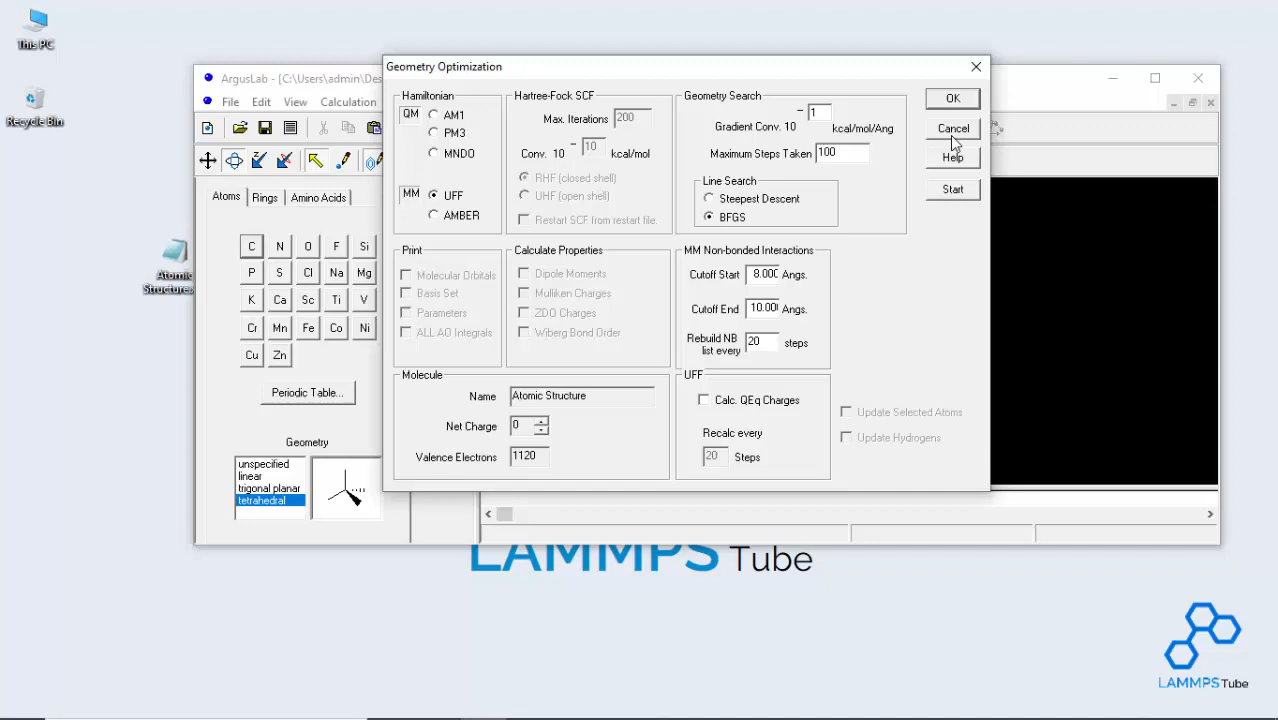 This PC
Recycle Bin
Atomic
Structures.
ArgusLab - [C:\Users\admin\Des
File Edit View Calculation
Atoms Rings Amino Acids
C N O F Si
P S Cl Na Mg
K Ca Sc Ti V
Cr Mn Fe Co Ni
Cu Zn
Periodic Table...
Geometry
unspecified
linear
trigonal planar
tetrahedral
Geometry Optimization
Hamiltonian
QM AM1
PM3
MNDO
MM UFF
AMBER
Hartree-Fock SCF
Max. Iterations 200
Conv. 10 - 10 kcal/mol
RHF (closed shell)
UHF (open shell)
Restart SCF from restart file.
Geometry Search
Gradient Conv. 10 - 1 kcal/mol/Ang
Maximum Steps Taken 100
Line Search
Steepest Descent
BFGS
OK
Cancel
Help
Start
Print
Molecular Orbitals
Basis Set
Parameters
ALL AO Integrals
Calculate Properties
Dipole Moments
Mulliken Charges
ZDO Charges
Wiberg Bond Order
MM Non-bonded Interactions
Cutoff Start 8.000 Angs.
Cutoff End 10.00 Angs.
Rebuild NB
list every 20 steps
Molecule
Name Atomic Structure
Net Charge 0
Valence Electrons 1120
UFF
Calc. QEq Charges
Recalc every
20 Steps
Update Selected Atoms
Update Hydrogens
LAMMPS Tube
LAMMPS Tube